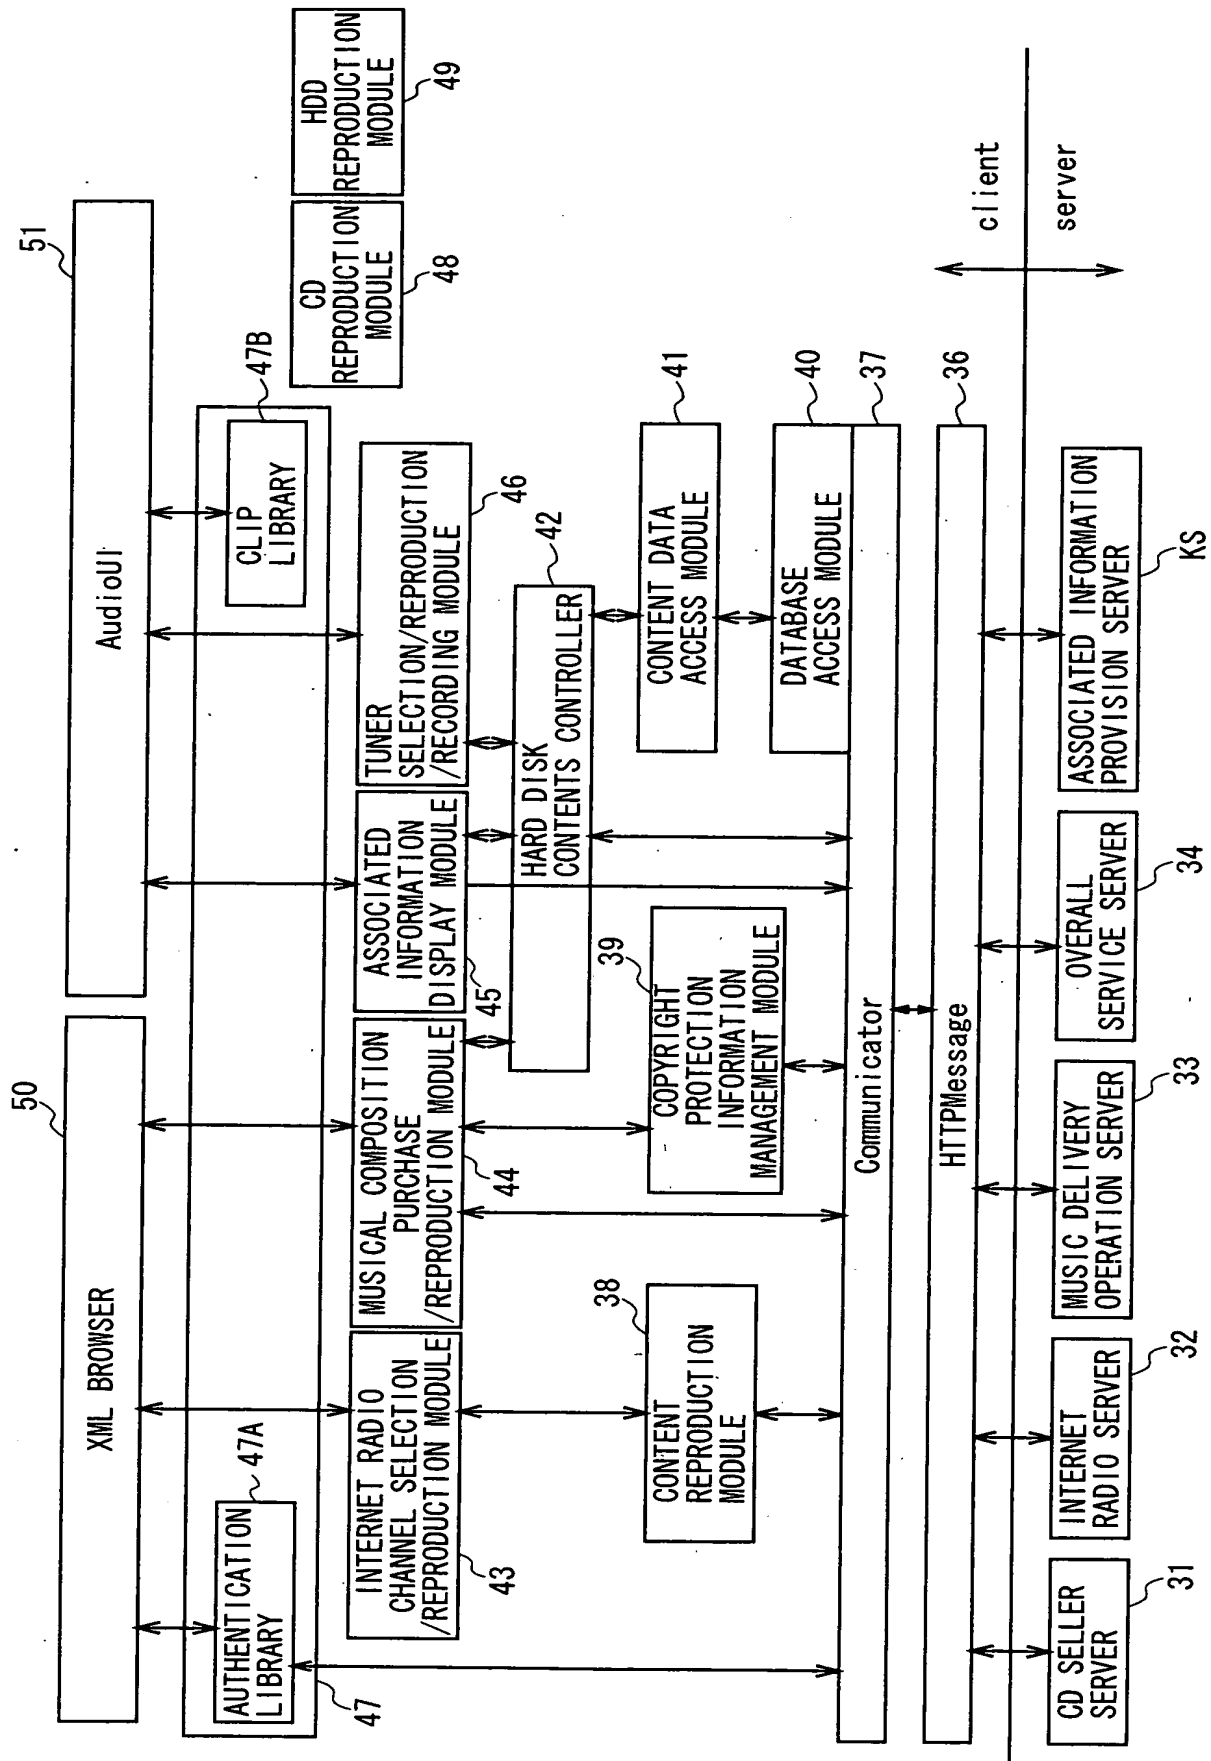 50
51
XML BROWSER
AudioUI
47A
AUTHENTICATION
LIBRARY
47
47B
CLIP
LIBRARY
CD
REPRODUCTION
MODULE
48
HDD
REPRODUCTION
MODULE
49
INTERNET RADIO
CHANNEL SELECTION
/REPRODUCTION MODULE
43
MUSICAL COMPOSITION
PURCHASE
/REPRODUCTION MODULE
44
ASSOCIATED
INFORMATION
DISPLAY MODULE
45
TUNER
SELECTION/REPRODUCTION
/RECORDING MODULE
46
HARD DISK
CONTENTS CONTROLLER
42
38
CONTENT
REPRODUCTION
MODULE
39
COPYRIGHT
PROTECTION
INFORMATION
MANAGEMENT MODULE
CONTENT DATA
ACCESS MODULE
41
DATABASE
ACCESS MODULE
40
Communicator
37
HTTPMessage
36
client
server
CD SELLER
SERVER
31
INTERNET
RADIO SERVER
32
MUSIC DELIVERY
OPERATION SERVER
33
OVERALL
SERVICE SERVER
34
ASSOCIATED INFORMATION
PROVISION SERVER
KS